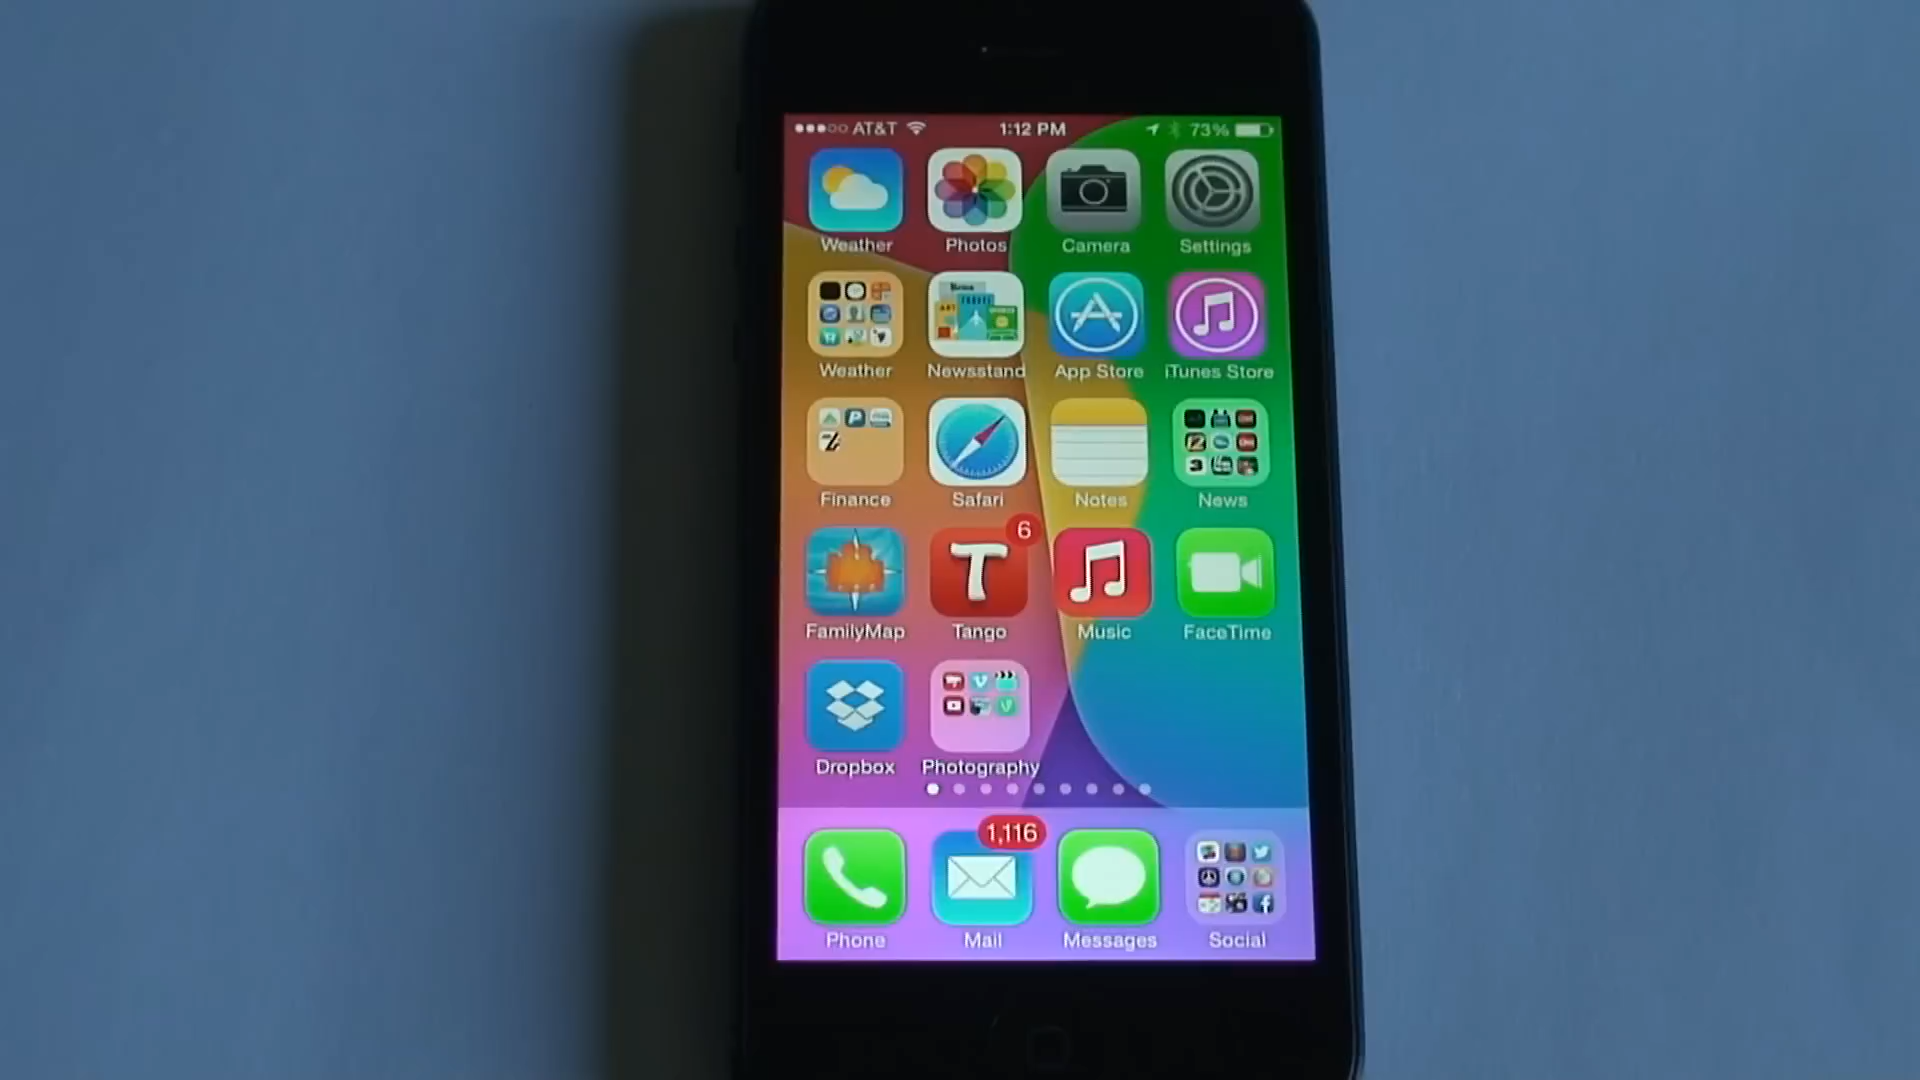 AT&T 1:12 PM 73%
Weather Photos Camera Settings
Weather Newsstand App Store iTunes Store
Finance Safari Notes News
6
T
FamilyMap Tango Music FaceTime
Dropbox Photography
1,116
Phone Mail Messages Social